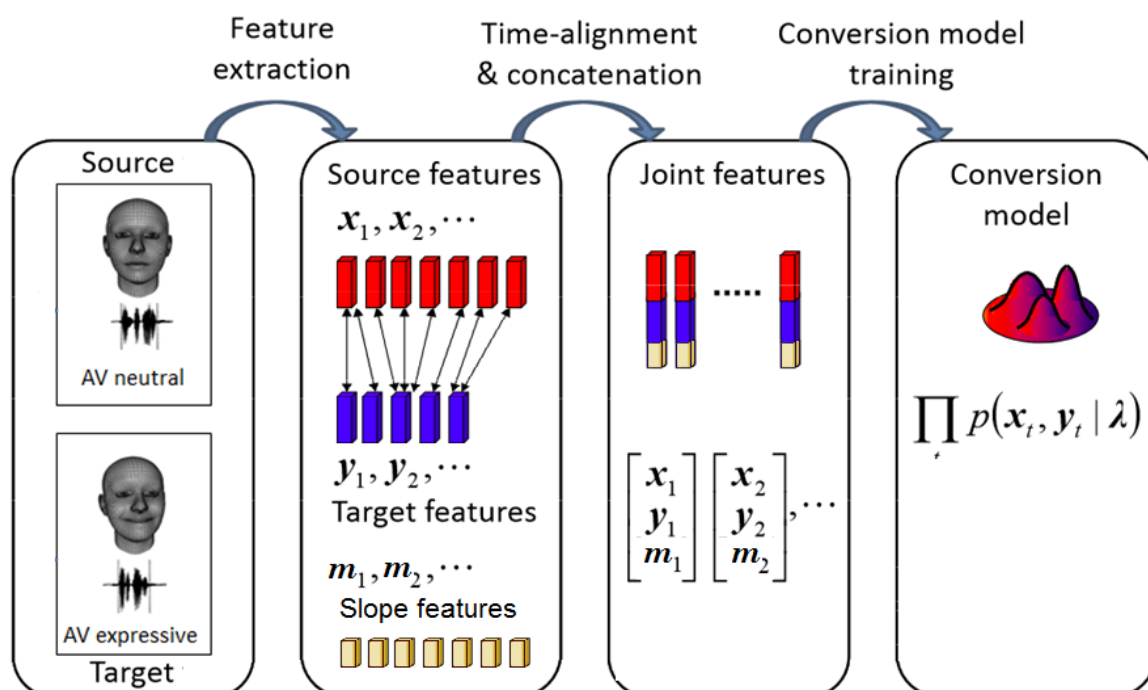 Feature
extraction
Time-alignment
& concatenation
Conversion model
training
Source
AV neutral
AV expressive
Target
Source features
x₁, x₂, ⋯
y₁, y₂, ⋯
Target features
m₁, m₂, ⋯
Slope features
Joint features
.....
[x₁ y₁ m₁] [x₂ y₂ m₂], ⋯
Conversion
model
∏ₜ p(xₜ, yₜ | λ)